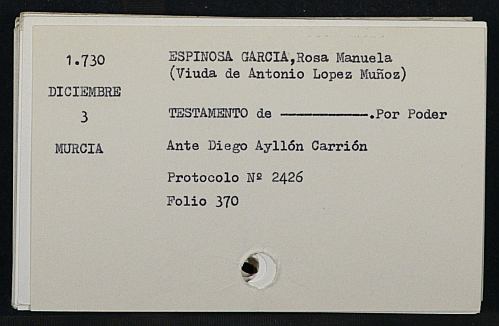 1.730
DICIEMBRE
3
MURCIA
ESPINOSA GARCIA,Rosa Manuela
(Viuda de Antonio Lopez Muñoz)
TESTAMENTO de ——————.Por Poder
Ante Diego Ayllón Carrión
Protocolo Nº 2426
Folio 370